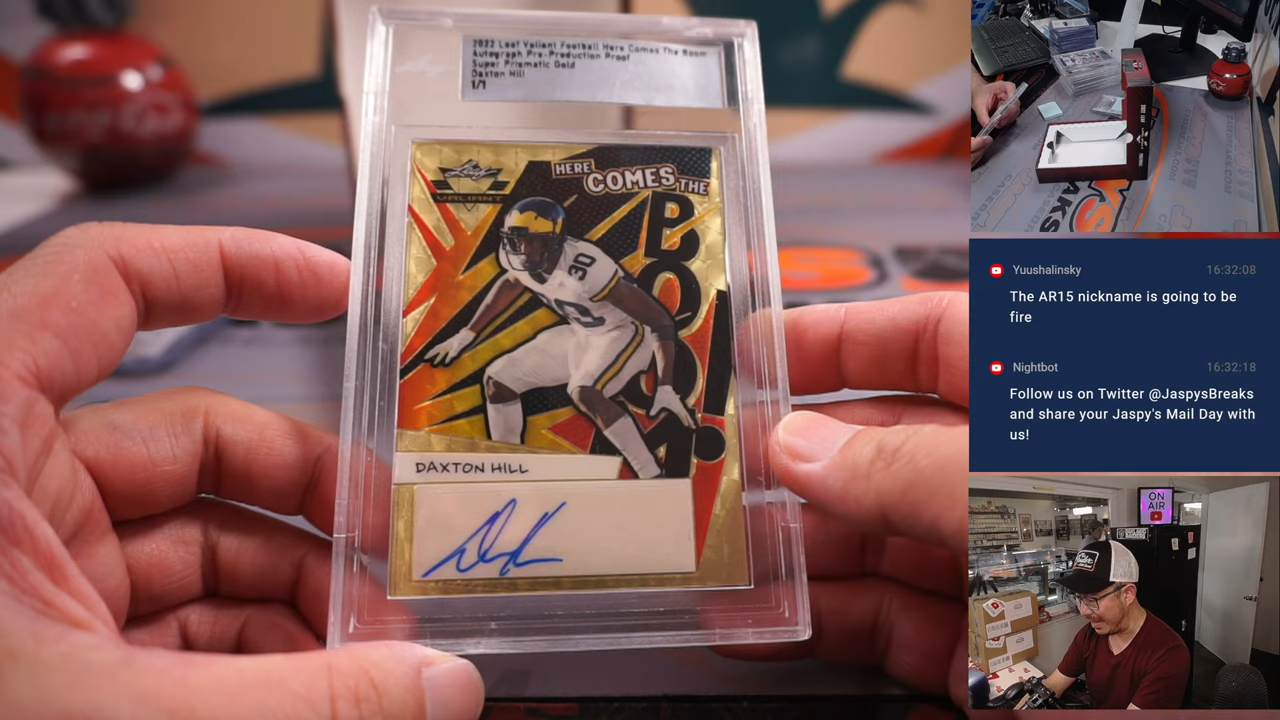 2022 Leaf Valiant Football Here Comes The Boom
Autograph Pre-Production Proof
Super Prismatic Gold
Daxton Hill
1/1
Leaf
VALIANT
HERE
COMES THE
BOOM!
30
30
DAXTON HILL
Yuushalinsky 16:32:08
The AR15 nickname is going to be
fire
Nightbot 16:32:18
Follow us on Twitter @JaspysBreaks
and share your Jaspy's Mail Day with
us!
ON
AIR